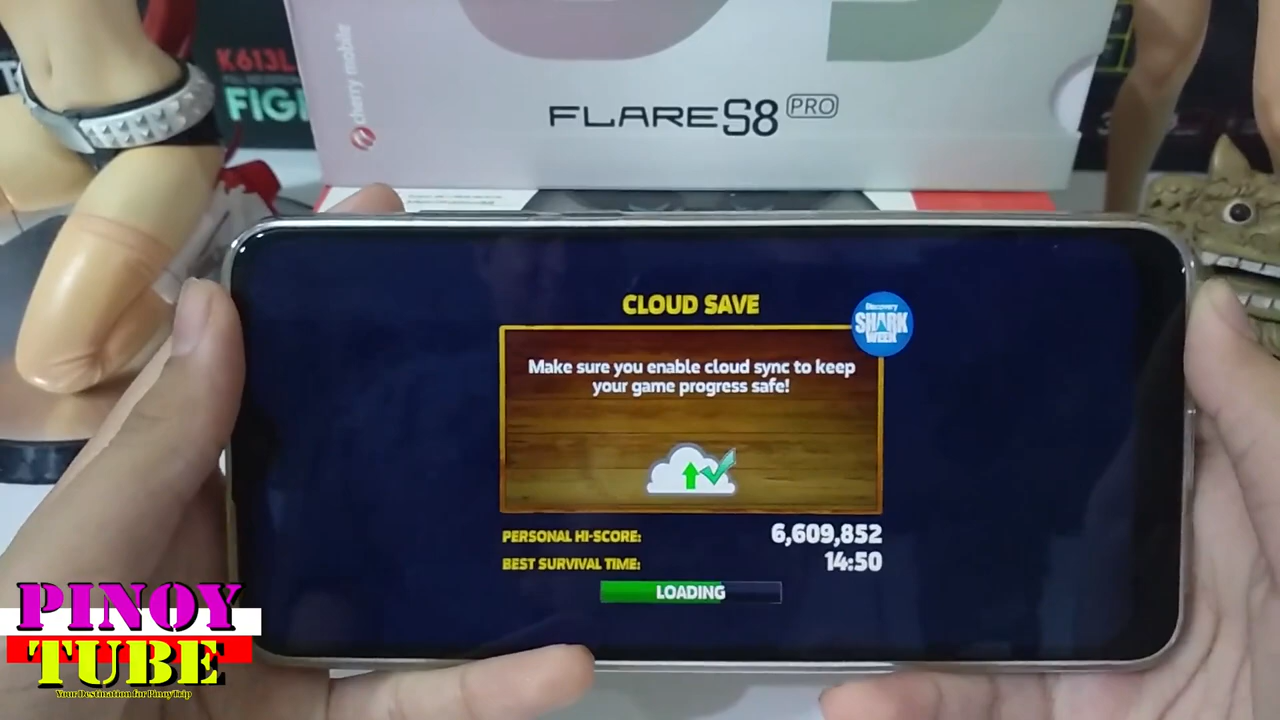 K613L
FIGH
cherry mobile
FLARE S8 PRO
CLOUD SAVE
Discovery
SHARK
WEEK
Make sure you enable cloud sync to keep
your game progress safe!
PERSONAL HI-SCORE: 6,609,852
BEST SURVIVAL TIME: 14:50
LOADING
PINOY
TUBE
Your Destination for PinoyTrip